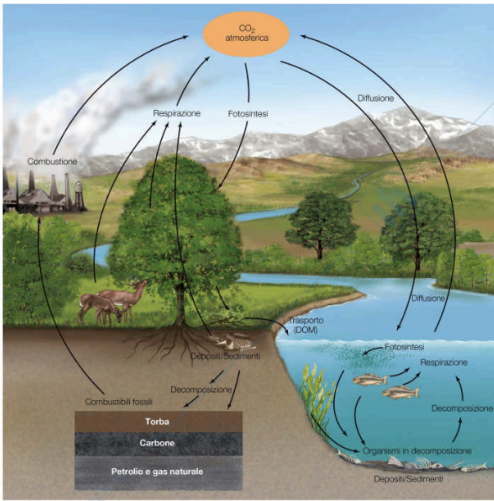 CO2
atmosferica
Diffusione
Respirazione
Fotosintesi
Combustione
Diffusione
Trasporto
(DOM)
Fotosintesi
Depositi/Sedimenti
Respirazione
Decomposizione
Combustibili fossili
Decomposizione
Torba
Carbone
Organismi in decomposizione
Petrolio e gas naturale
Depositi/Sedimenti